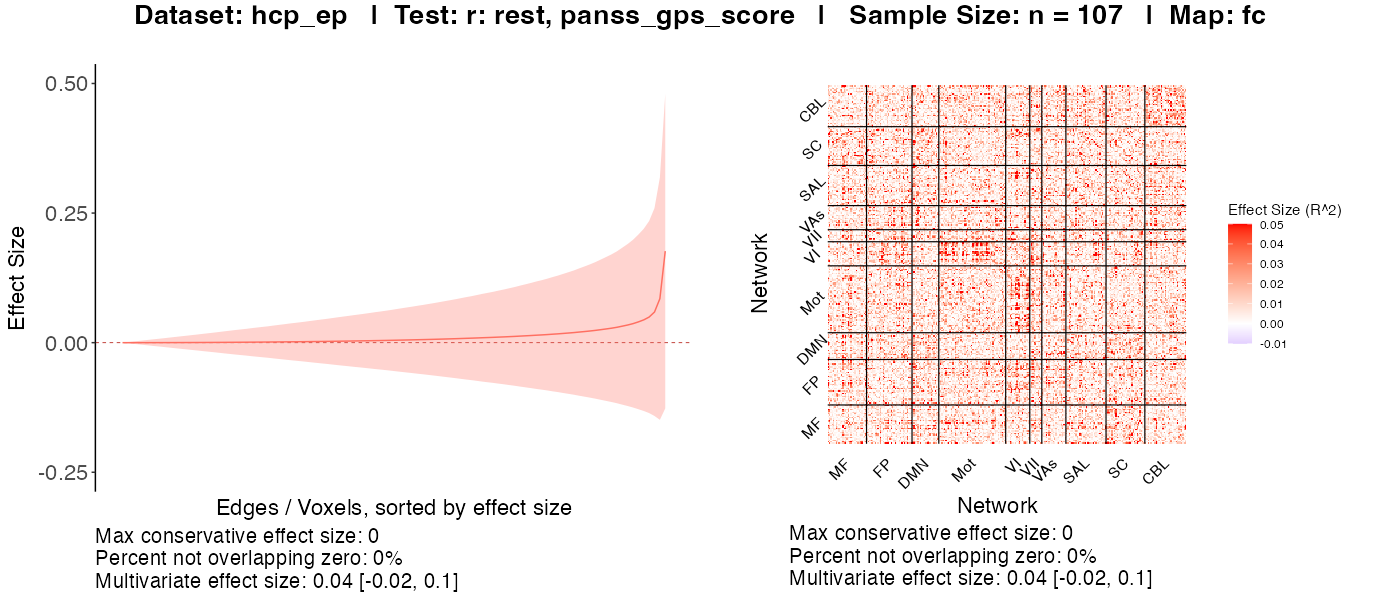 Dataset: hcp_ep | Test: r: rest, panss_gps_score | Sample Size: n = 107 | Map: fc
Effect Size
0.50
0.25
0.00
-0.25
Edges / Voxels, sorted by effect size
Max conservative effect size: 0
Percent not overlapping zero: 0%
Multivariate effect size: 0.04 [-0.02, 0.1]
Network
CBL
SC
SAL
VAs
VII
VI
Mot
DMN
FP
MF
MF
FP
DMN
Mot
VI
VII
VAs
SAL
SC
CBL
Network
Max conservative effect size: 0
Percent not overlapping zero: 0%
Multivariate effect size: 0.04 [-0.02, 0.1]
Effect Size (R^2)
0.05
0.04
0.03
0.02
0.01
0.00
-0.01